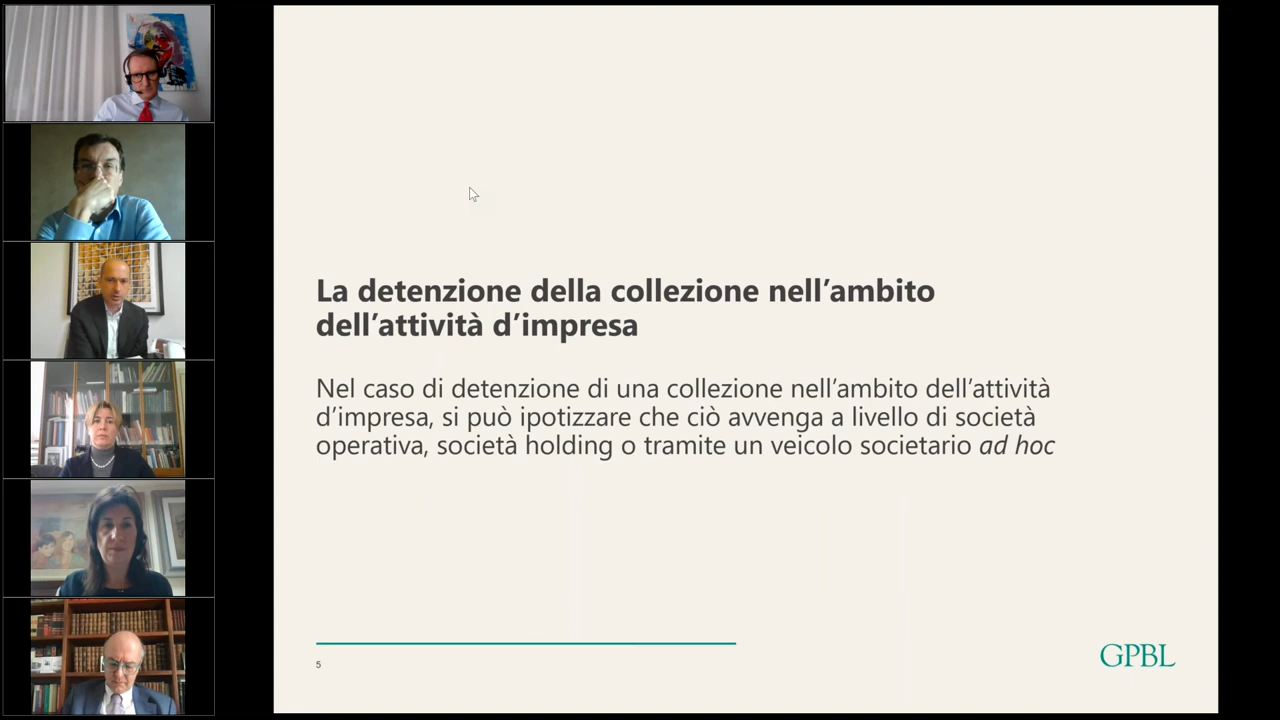 La detenzione della collezione nell’ambito
dell’attività d’impresa
Nel caso di detenzione di una collezione nell’ambito dell’attività
d’impresa, si può ipotizzare che ciò avvenga a livello di società
operativa, società holding o tramite un veicolo societario ad hoc
5
GPBL